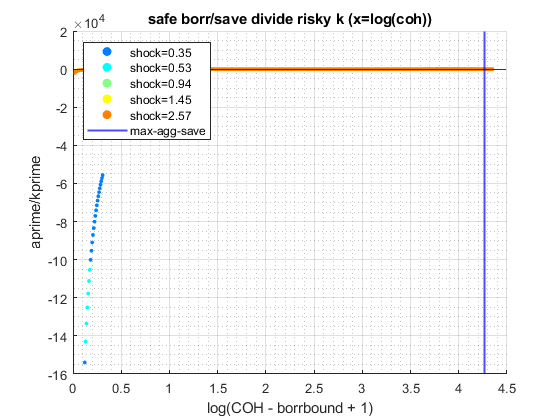 safe borr/save divide risky k (x=log(coh))
×10⁴
2
0
-2
-4
-6
-8
-10
-12
-14
-16
aprime/kprime
shock=0.35
shock=0.53
shock=0.94
shock=1.45
shock=2.57
max-agg-save
0 0.5 1 1.5 2 2.5 3 3.5 4 4.5
log(COH - borrbound + 1)